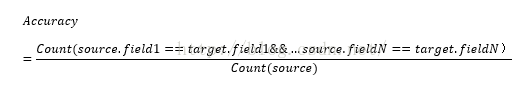 Accuracy
= Count(source.field1 == target.field1&& …source.fieldN == target.fieldN)
Count(source)